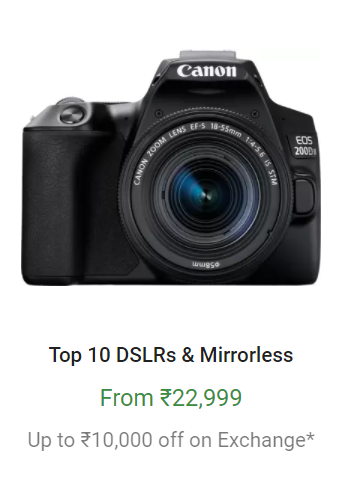 Canon
CANON ZOOM LENS EF-S 18-55mm 1:4-5.6 IS STM
EOS
200D II
ø58mm
Top 10 DSLRs & Mirrorless
From ₹22,999
Up to ₹10,000 off on Exchange*